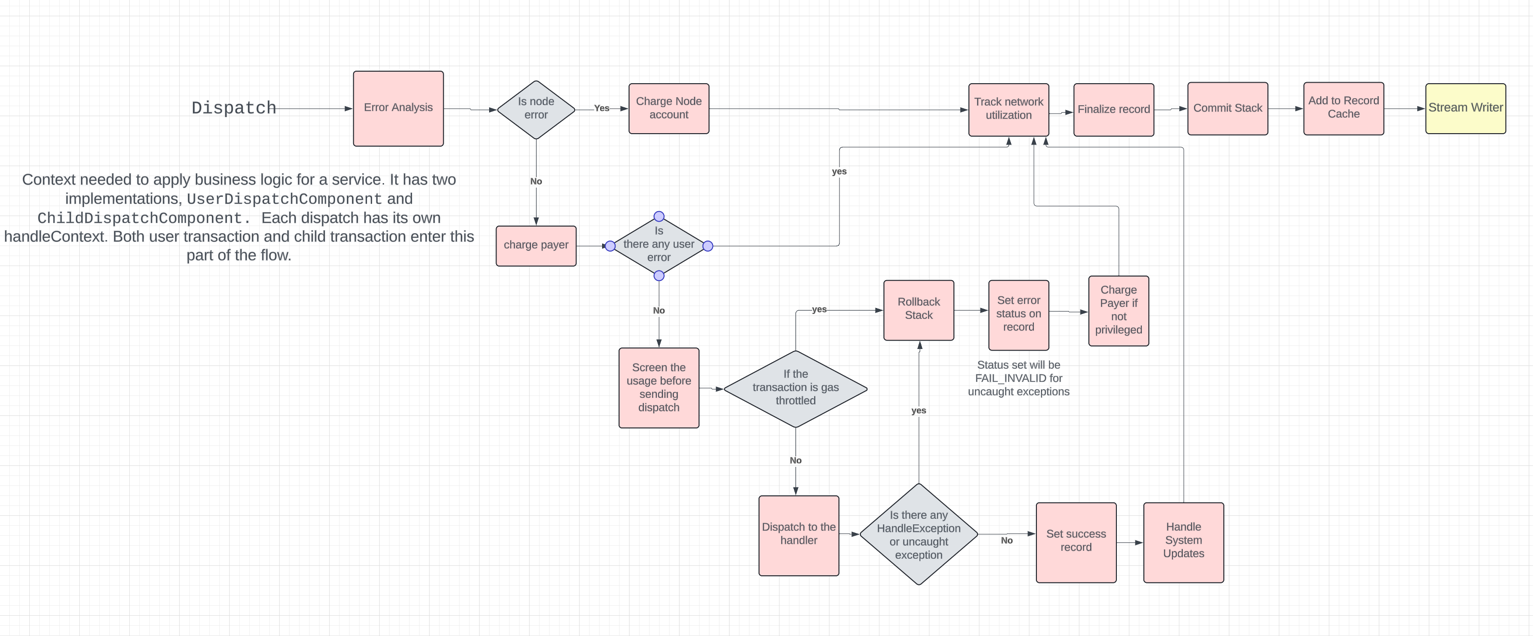 Dispatch
Error Analysis
Is node
error
Yes
Charge Node
account
Track network
utilization
Finalize record
Commit Stack
Add to Record
Cache
Stream Writer
Context needed to apply business logic for a service. It has two
implementations, UserDispatchComponent and
ChildDispatchComponent. Each dispatch has its own
handleContext. Both user transaction and child transaction enter this
part of the flow.
No
yes
charge payer
Is
there any user
error
No
yes
Rollback
Stack
Set error
status on
record
Charge
Payer if
not
privileged
Status set will be
FAIL_INVALID for
uncaught exceptions
Screen the
usage before
sending
dispatch
If the
transaction is gas
throttled
yes
No
Dispatch to the
handler
Is there any
HandleException
or uncaught
exception
No
Set success
record
Handle
System
Updates